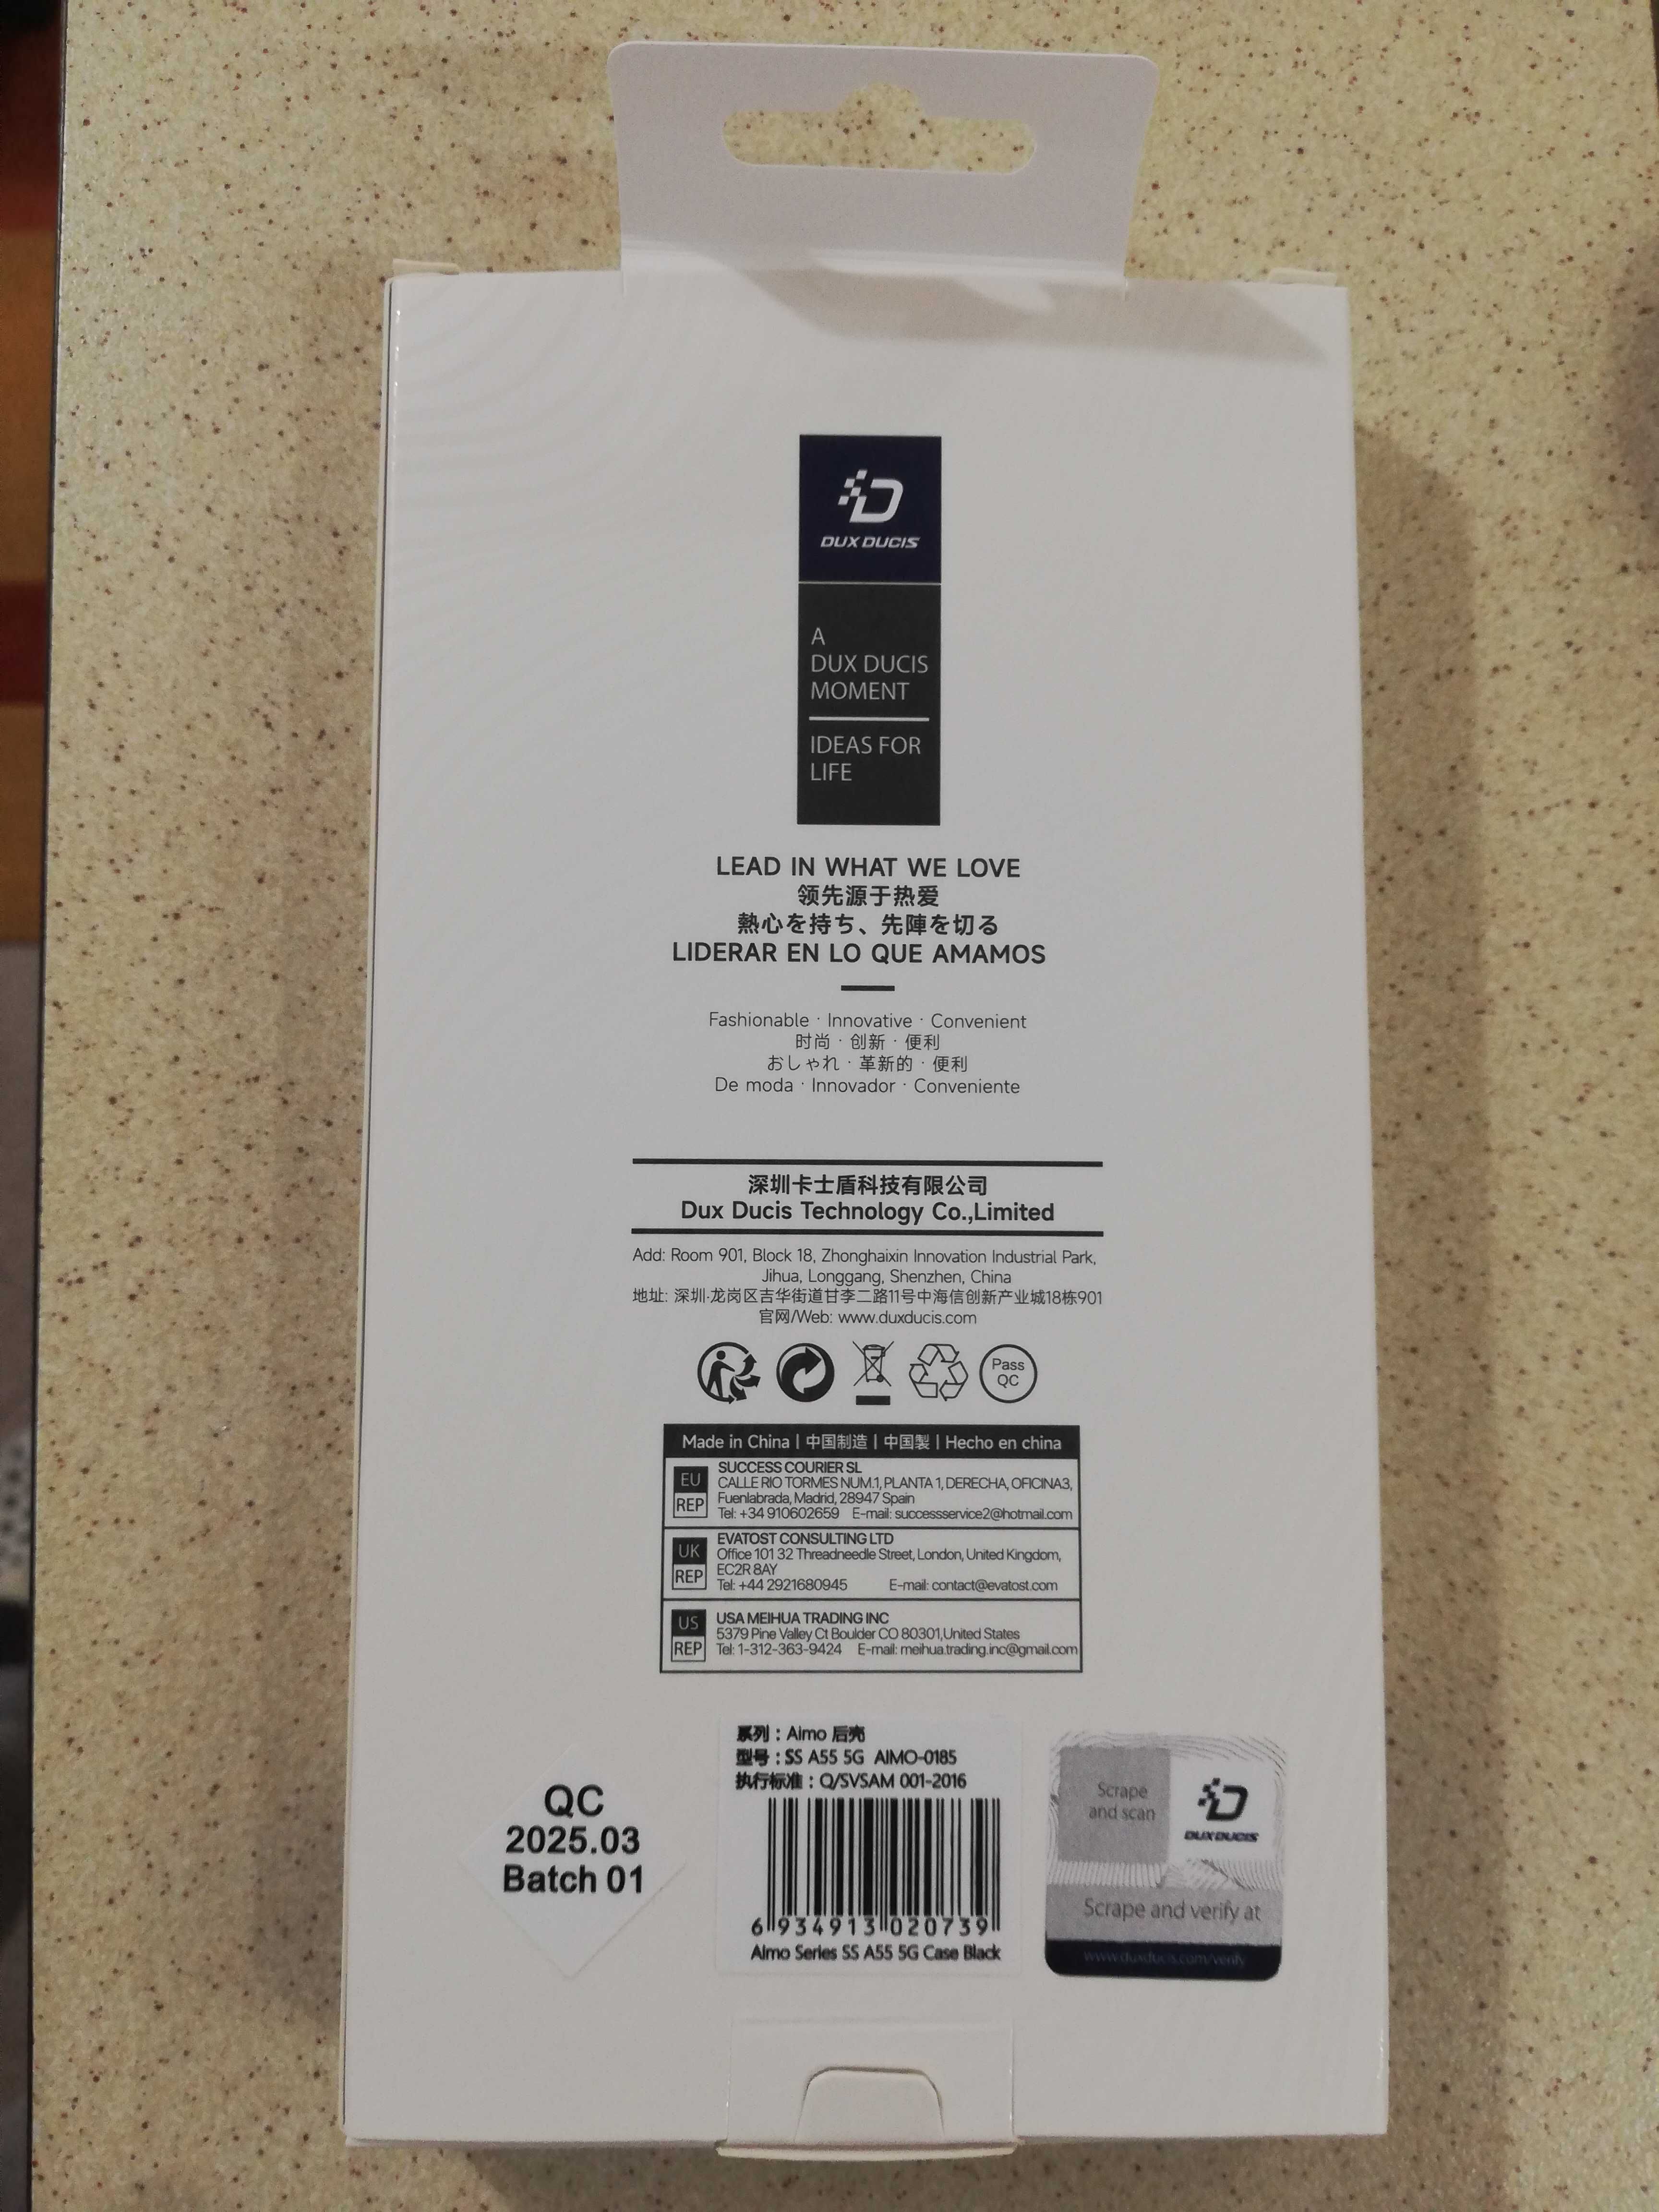 DUX DUCIS
A
DUX DUCIS
MOMENT
IDEAS FOR
LIFE
LEAD IN WHAT WE LOVE
领先源于热爱
熱心を持ち、先陣を切る
LIDERAR EN LO QUE AMAMOS
Fashionable · Innovative · Convenient
时尚 · 创新 · 便利
おしゃれ · 革新的 · 便利
De moda · Innovador · Conveniente
深圳卡士盾科技有限公司
Dux Ducis Technology Co.,Limited
Add: Room 901, Block 18, Zhonghaixin Innovation Industrial Park,
Jihua, Longgang, Shenzhen, China
地址: 深圳·龙岗区吉华街道甘李二路11号中海信创新产业城18栋901
官网/Web: www.duxducis.com
Pass
QC
Made in China | 中国制造 | 中国製 | Hecho en china
EU
REP
SUCCESS COURIER SL
CALLE RIO TORMES NUM.1, PLANTA 1, DERECHA, OFICINA3,
Fuenlabrada, Madrid, 28947 Spain
Tel: +34 910602659 E-mail: successservice2@hotmail.com
UK
REP
EVATOST CONSULTING LTD
Office 101 32 Threadneedle Street, London, United Kingdom,
EC2R 8AY
Tel: +44 2921680945 E-mail: contact@evatost.com
US
REP
USA MEIHUA TRADING INC
5379 Pine Valley Ct Boulder CO 80301,United States
Tel: 1-312-363-9424 E-mail: meihua.trading.inc@gmail.com
QC
2025.03
Batch 01
系列：Aimo 后壳
型号：SS A55 5G AIMO-0185
执行标准：Q/SVSAM 001-2016
6 934913 020739
Aimo Series SS A55 5G Case Black
Scrape
and scan
DUX DUCIS
Scrape and verify at
www.duxducis.com/verify